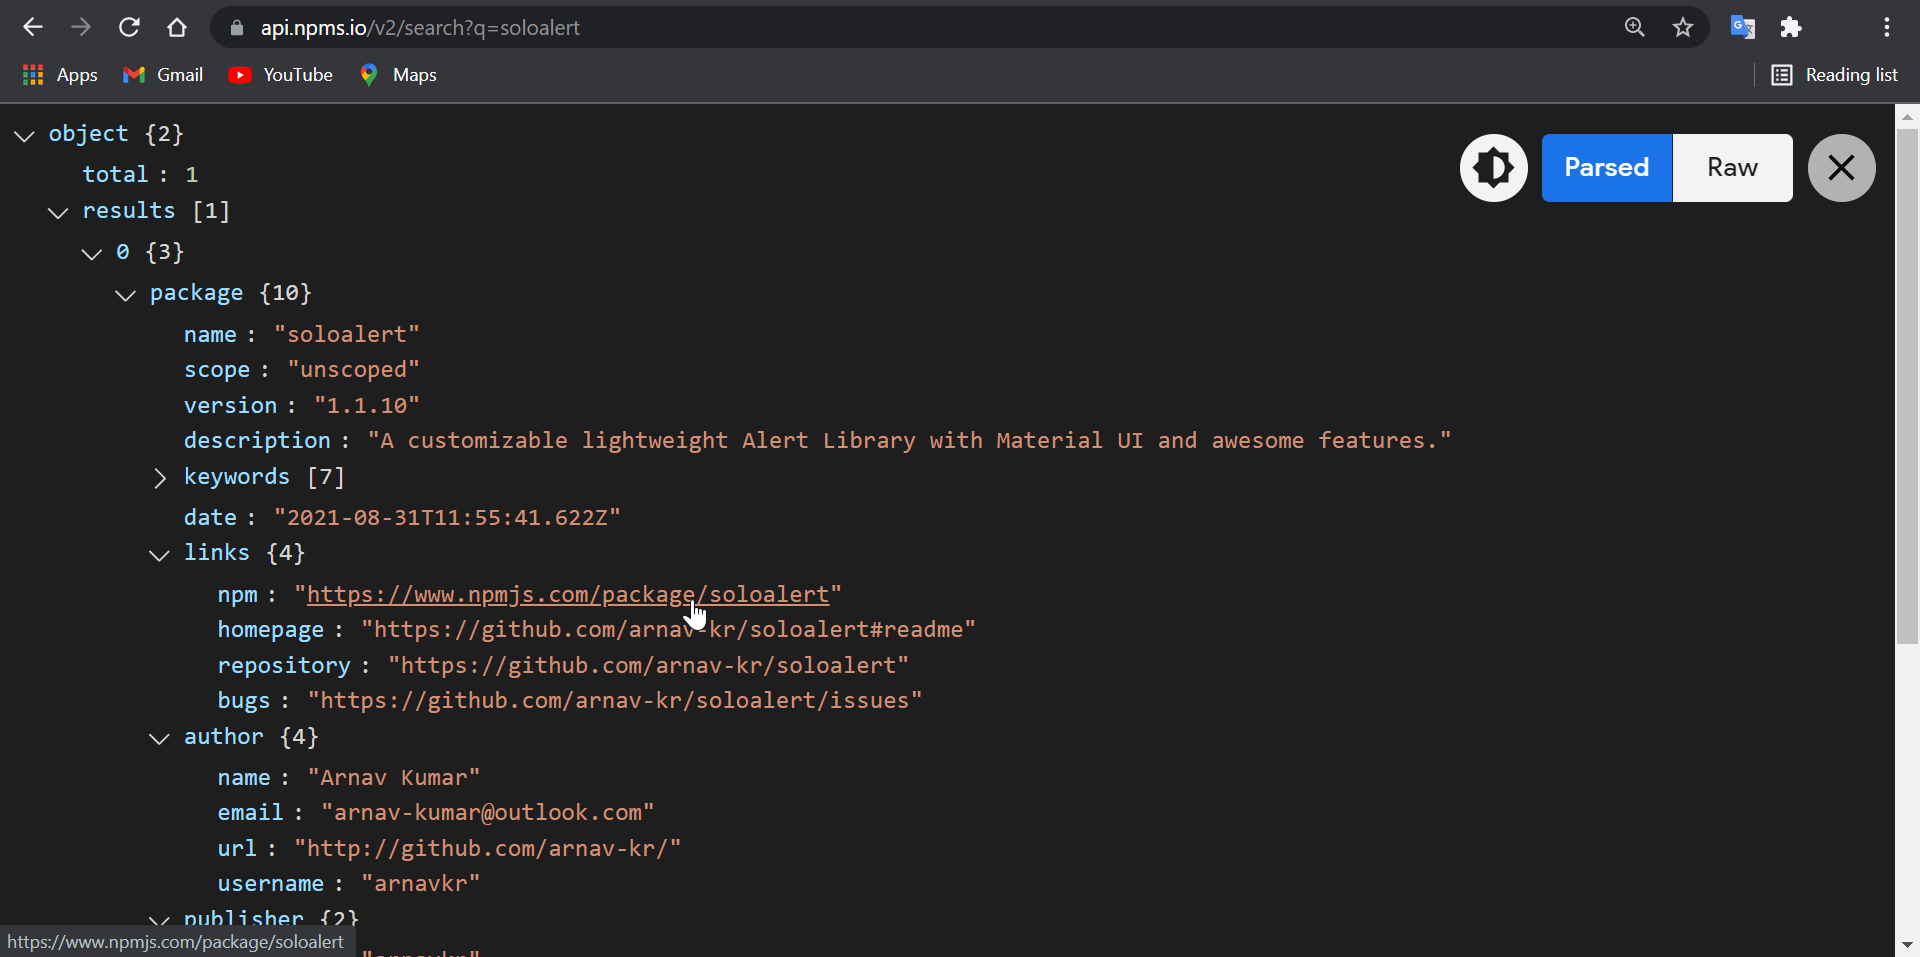 api.npms.io/v2/search?q=soloalert
Apps Gmail YouTube Maps Reading list
object {2}
Parsed Raw
total : 1
results [1]
0 {3}
package {10}
name : "soloalert"
scope : "unscoped"
version : "1.1.10"
description : "A customizable lightweight Alert Library with Material UI and awesome features."
keywords [7]
date : "2021-08-31T11:55:41.622Z"
links {4}
npm : "https://www.npmjs.com/package/soloalert"
homepage : "https://github.com/arnav-kr/soloalert#readme"
repository : "https://github.com/arnav-kr/soloalert"
bugs : "https://github.com/arnav-kr/soloalert/issues"
author {4}
name : "Arnav Kumar"
email : "arnav-kumar@outlook.com"
url : "http://github.com/arnav-kr/"
username : "arnavkr"
publisher {2}
https://www.npmjs.com/package/soloalert